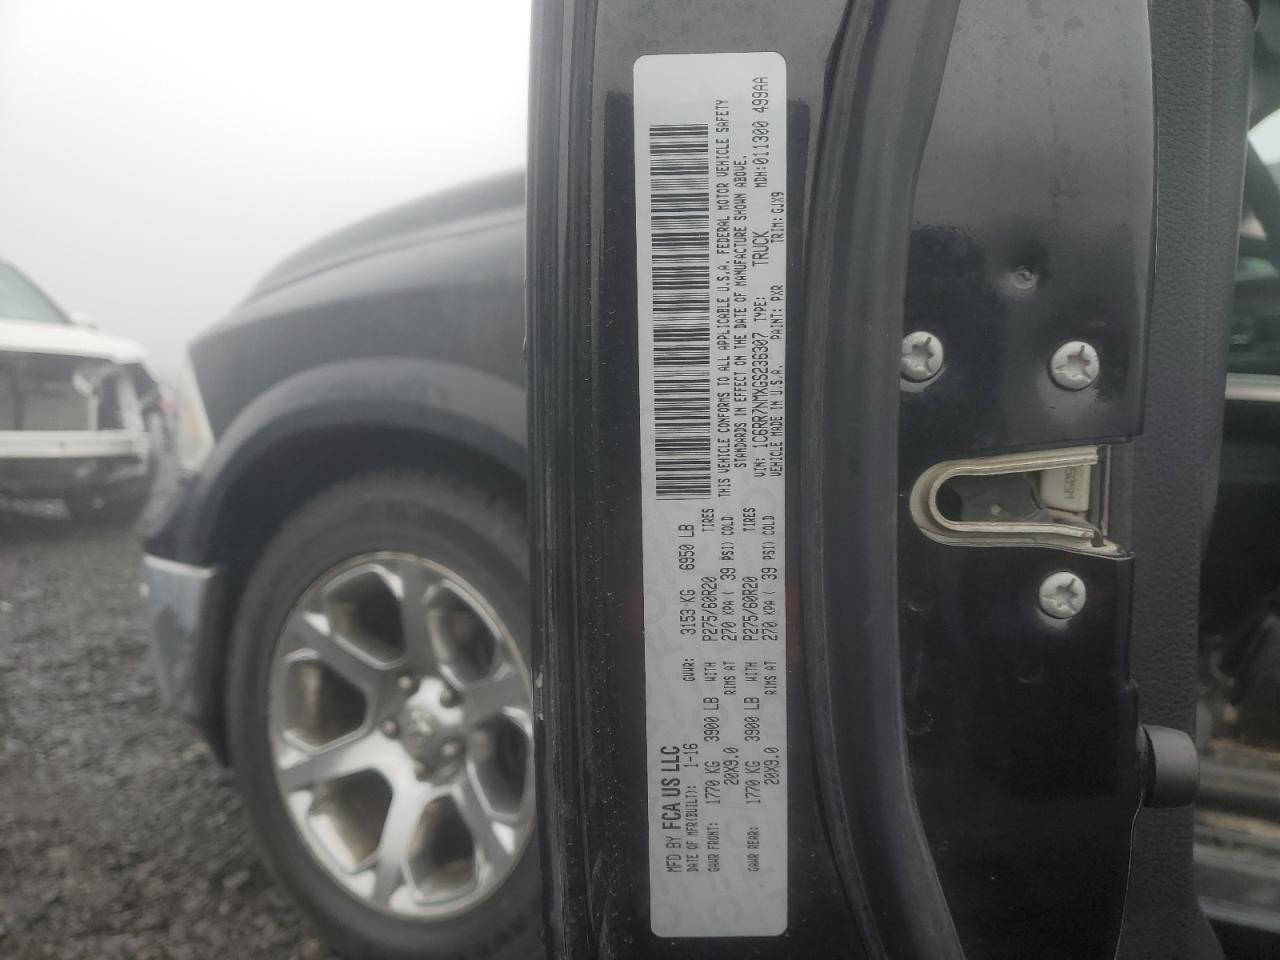 MFD BY FCA US LLC
DATE OF MFR(BUILT): 1-16 GVWR: 3153 KG 6950 LB
GAWR FRONT: 1770 KG 3900 LB WITH P275/60R20 TIRES
20X9.0 RIMS AT 270 KPA ( 39 PSI) COLD
GAWR REAR: 1770 KG 3900 LB WITH P275/60R20 TIRES
20X9.0 RIMS AT 270 KPA ( 39 PSI) COLD
THIS VEHICLE CONFORMS TO ALL APPLICABLE U.S.A. FEDERAL MOTOR VEHICLE SAFETY
STANDARDS IN EFFECT ON THE DATE OF MANUFACTURE SHOWN ABOVE.
VIN: 1C6RR7NMXGS236307 TYPE: TRUCK MDH:011300 499AA
VEHICLE MADE IN U.S.A. PAINT: PXR TRIM: GJX9